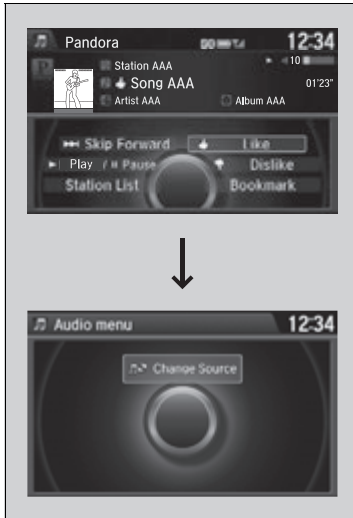 Pandora 12:34
Station AAA
10
Song AAA 01'23"
Artist AAA Album AAA
Skip Forward Like
Play / Pause Dislike
Station List Bookmark
Audio menu 12:34
Change Source